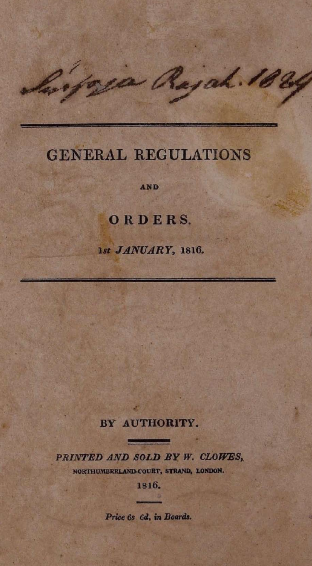 Surfoja Rajah. 1829
GENERAL REGULATIONS
AND
ORDERS.
1st JANUARY, 1816.
BY AUTHORITY.
PRINTED AND SOLD BY W. CLOWES,
NORTHUMBERLAND-COURT, STRAND, LONDON.
1816.
Price 6s 6d, in Boards.